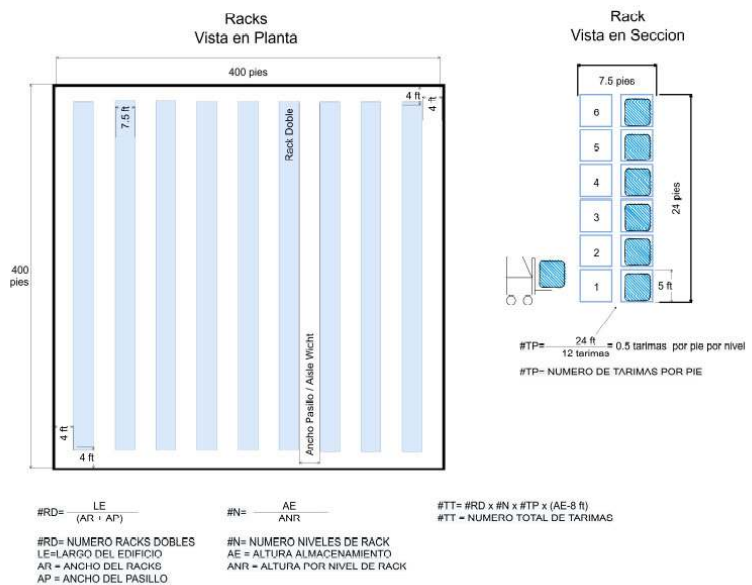 Racks
Vista en Planta
400 pies
4 ft
4 ft
7.5 ft
Rack Doble
400
pies
Ancho Pasillo / Aisle Wicht
4 ft
4 ft
Rack
Vista en Seccion
7.5 pies
6
5
4
3
2
1
24 pies
5 ft
#TP= 24 ft / 12 tarimas = 0.5 tarimas por pie por nivel
#TP= NUMERO DE TARIMAS POR PIE
#RD= LE / (AR + AP)
#RD= NUMERO RACKS DOBLES
LE=LARGO DEL EDIFICIO
AR = ANCHO DEL RACKS
AP = ANCHO DEL PASILLO
#N= AE / ANR
#N= NUMERO NIVELES DE RACK
AE = ALTURA ALMACENAMIENTO
ANR = ALTURA POR NIVEL DE RACK
#TT= #RD x #N x #TP x (AE-8 ft)
#TT = NUMERO TOTAL DE TARIMAS